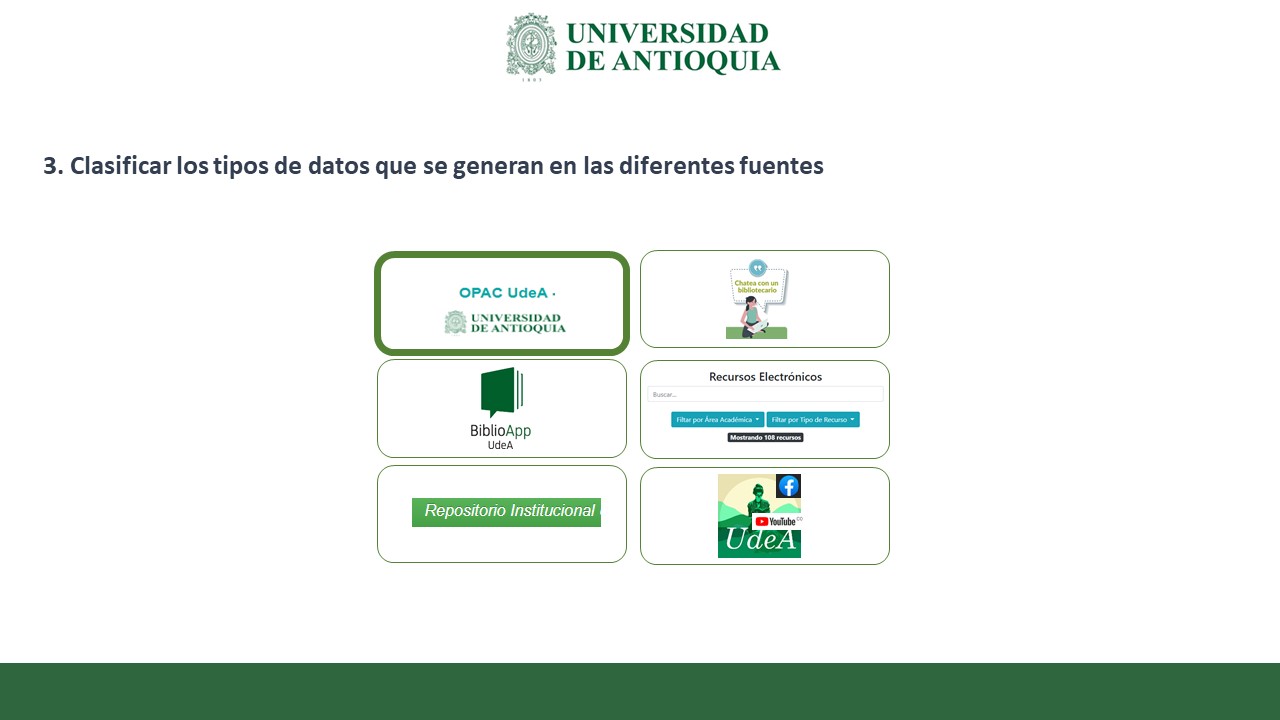 UNIVERSIDAD
DE ANTIOQUIA
1803
3. Clasificar los tipos de datos que se generan en las diferentes fuentes
OPAC UdeA ·
UNIVERSIDAD
DE ANTIOQUIA
Chatea con un
bibliotecario
BiblioApp
UdeA
Recursos Electrónicos
Buscar...
Filtar por Área Académica
Filtar por Tipo de Recurso
Mostrando 108 recursos
Repositorio Institucional
YouTube
UdeA